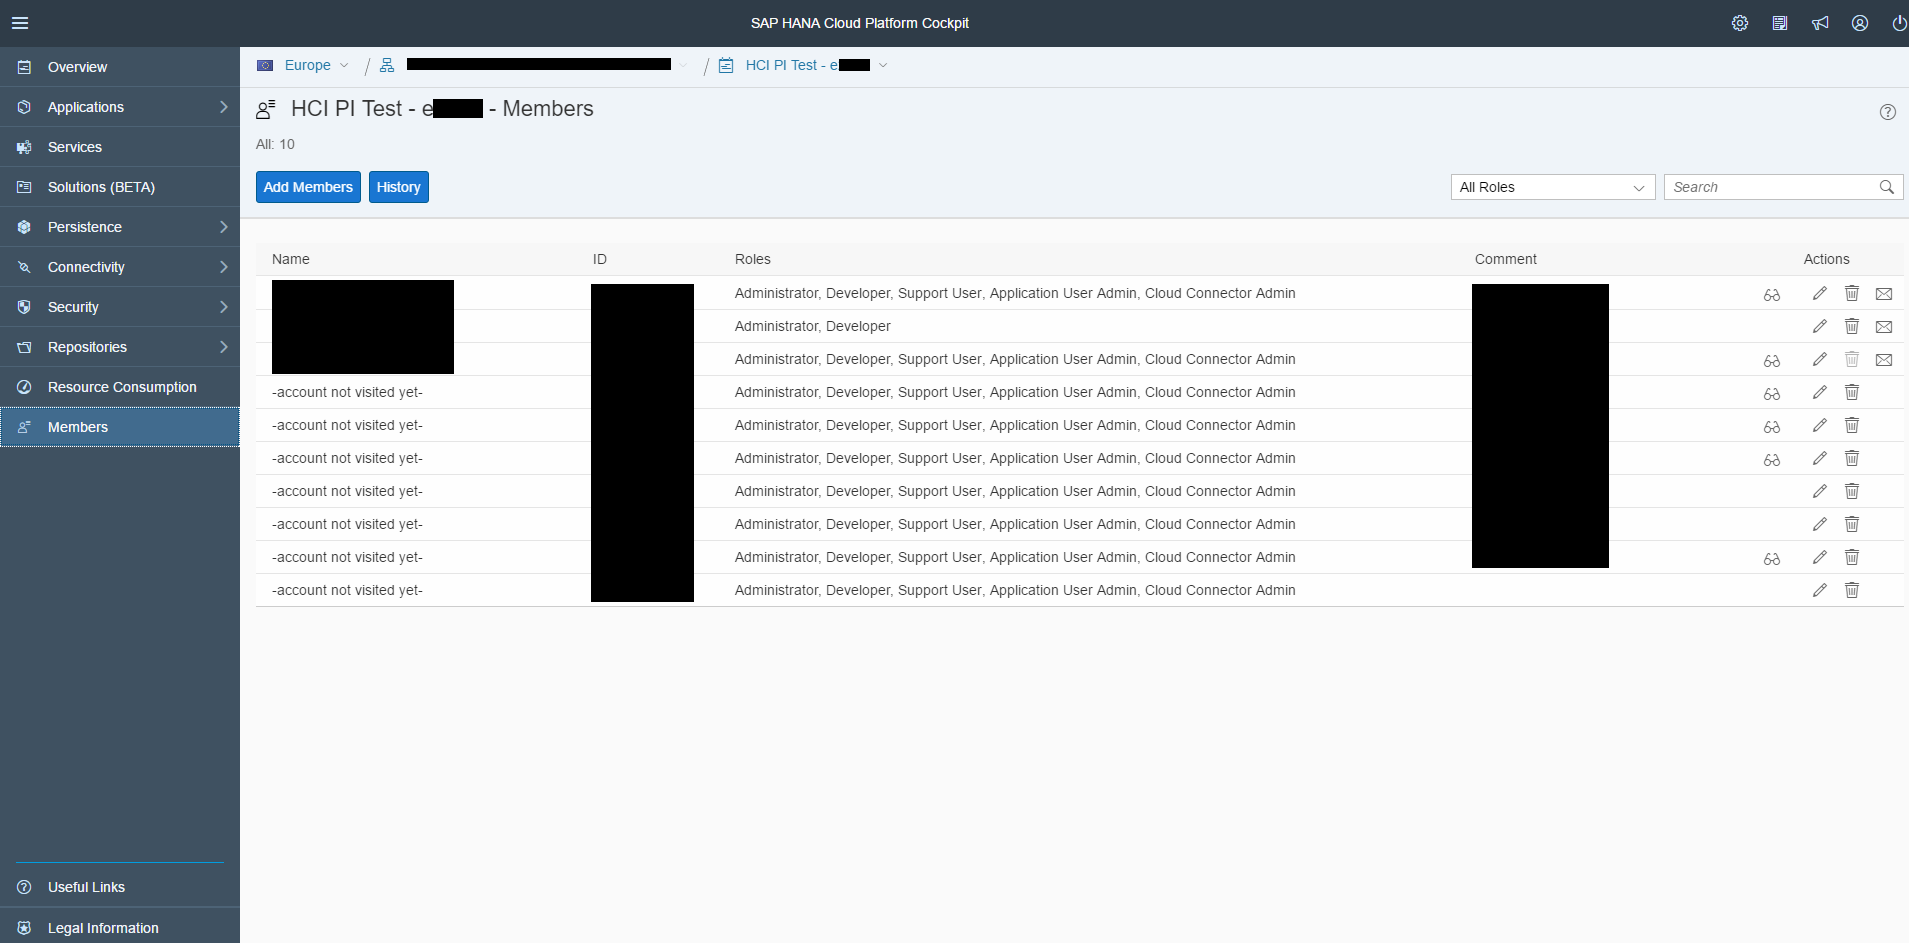 SAP HANA Cloud Platform Cockpit
Overview
Applications
Services
Solutions (BETA)
Persistence
Connectivity
Security
Repositories
Resource Consumption
Members
Useful Links
Legal Information
Europe / / HCI PI Test - e
HCI PI Test - e - Members
All: 10
Add Members History All Roles Search
Name ID Roles Comment Actions
Administrator, Developer, Support User, Application User Admin, Cloud Connector Admin
Administrator, Developer
Administrator, Developer, Support User, Application User Admin, Cloud Connector Admin
-account not visited yet- Administrator, Developer, Support User, Application User Admin, Cloud Connector Admin
-account not visited yet- Administrator, Developer, Support User, Application User Admin, Cloud Connector Admin
-account not visited yet- Administrator, Developer, Support User, Application User Admin, Cloud Connector Admin
-account not visited yet- Administrator, Developer, Support User, Application User Admin, Cloud Connector Admin
-account not visited yet- Administrator, Developer, Support User, Application User Admin, Cloud Connector Admin
-account not visited yet- Administrator, Developer, Support User, Application User Admin, Cloud Connector Admin
-account not visited yet- Administrator, Developer, Support User, Application User Admin, Cloud Connector Admin